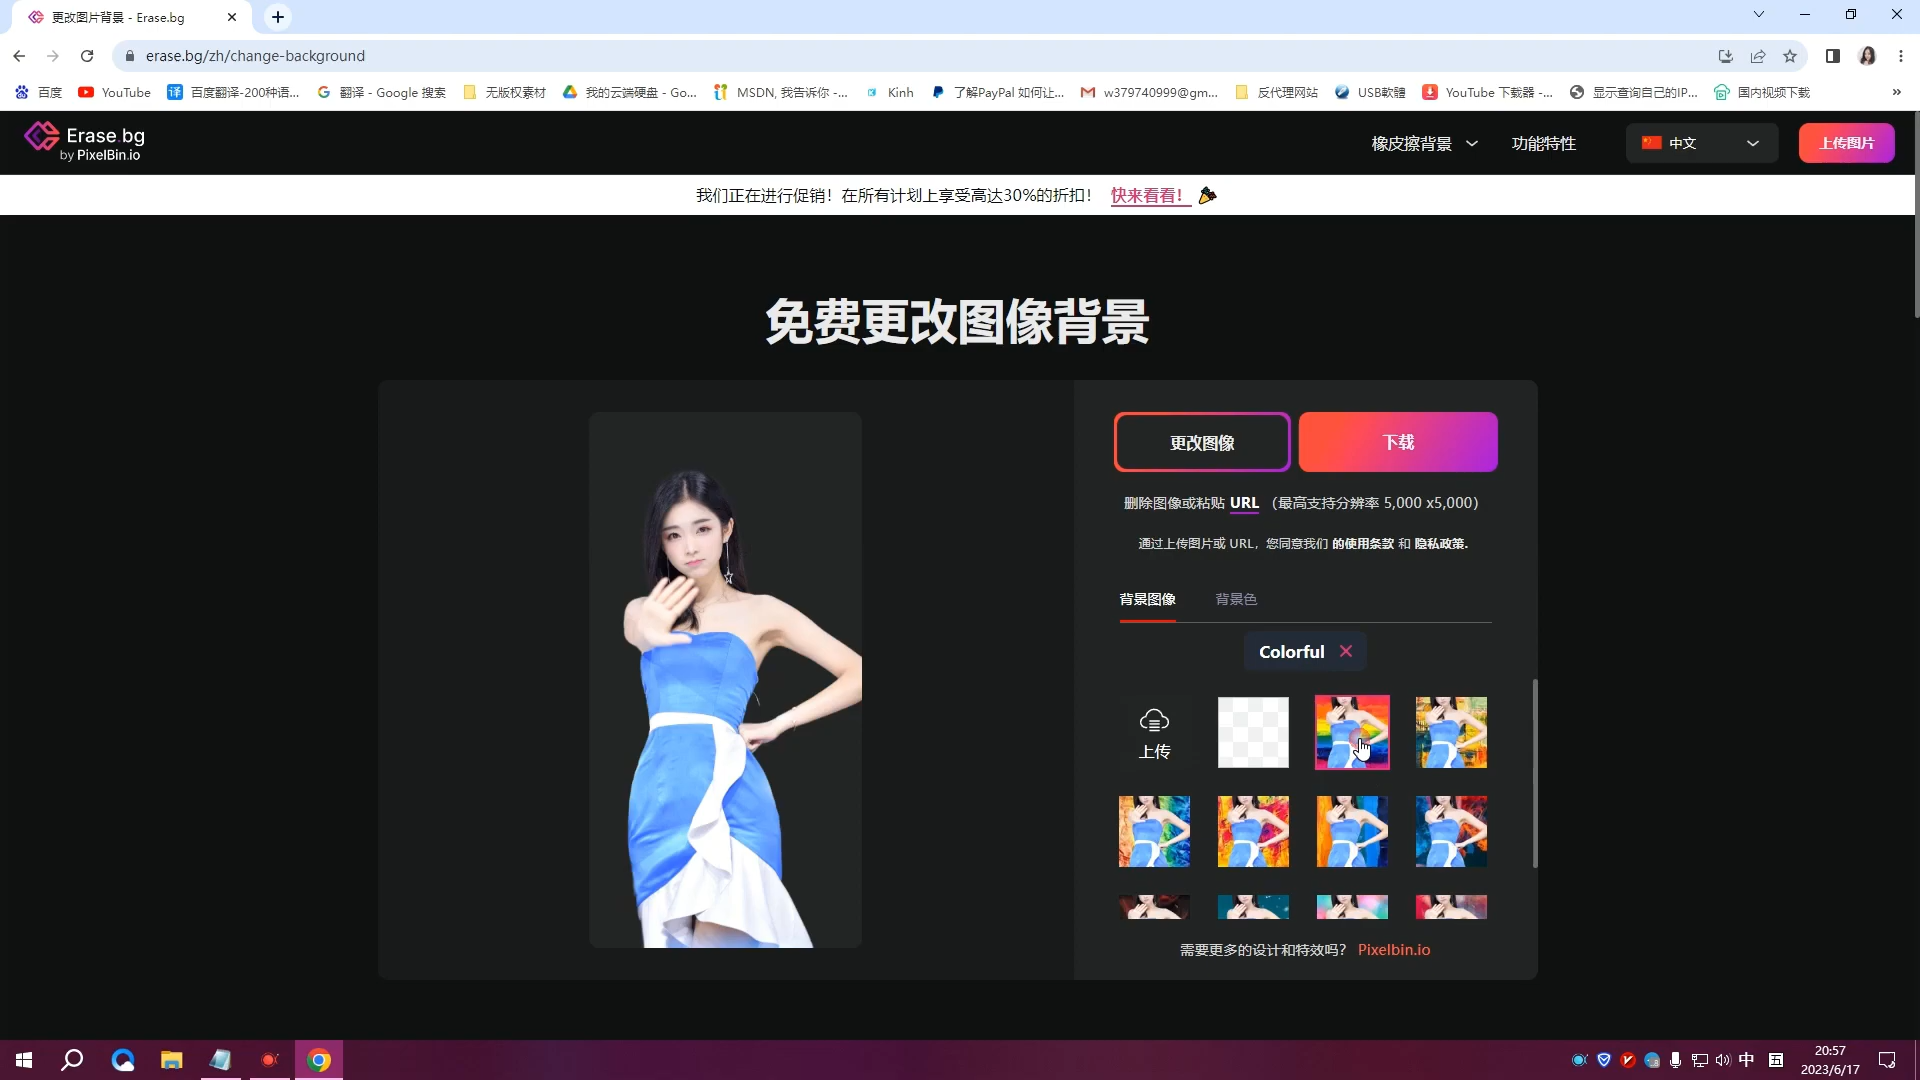 更改图片背景 - Erase.bg
erase.bg/zh/change-background
百度
YouTube
百度翻译-200种语...
翻译 - Google 搜索
无版权素材
我的云端硬盘 - Go...
MSDN, 我告诉你 -...
Kinh
了解PayPal 如何让...
w379740999@gm...
反代理网站
USB軟體
YouTube 下载器 -...
显示查询自己的IP...
国内视频下载
Erase.bg
by PixelBin.io
橡皮擦背景
功能特性
中文
上传图片
我们正在进行促销！在所有计划上享受高达30%的折扣！ 快来看看！
免费更改图像背景
更改图像
下载
删除图像或粘贴 URL （最高支持分辨率 5,000 x5,000）
通过上传图片或 URL，您同意我们 的使用条款 和 隐私政策.
背景图像
背景色
Colorful
上传
需要更多的设计和特效吗？ Pixelbin.io
中
五
20:57
2023/6/17